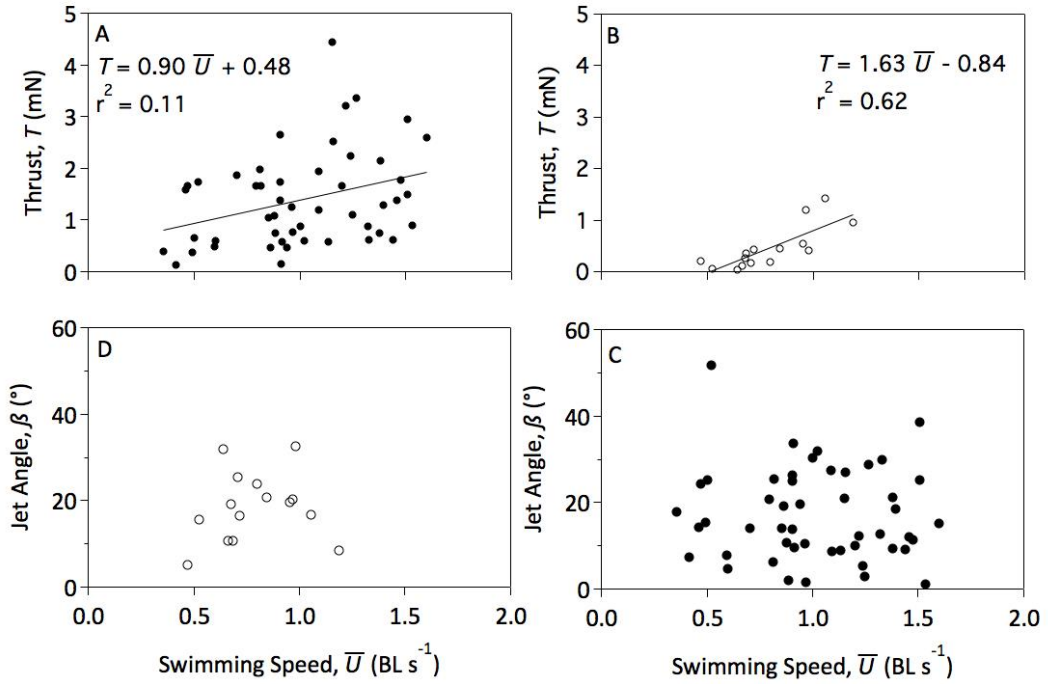 A
T = 0.90 U̅ + 0.48
r² = 0.11
5
4
3
2
1
0
Thrust, T (mN)
B
T = 1.63 U̅ - 0.84
r² = 0.62
5
4
3
2
1
0
Thrust, T (mN)
D
60
40
20
0
Jet Angle, ß (°)
0.0 0.5 1.0 1.5 2.0
Swimming Speed, U̅ (BL s⁻¹)
C
60
40
20
0
Jet Angle, ß (°)
0.0 0.5 1.0 1.5 2.0
Swimming Speed, U̅ (BL s⁻¹)